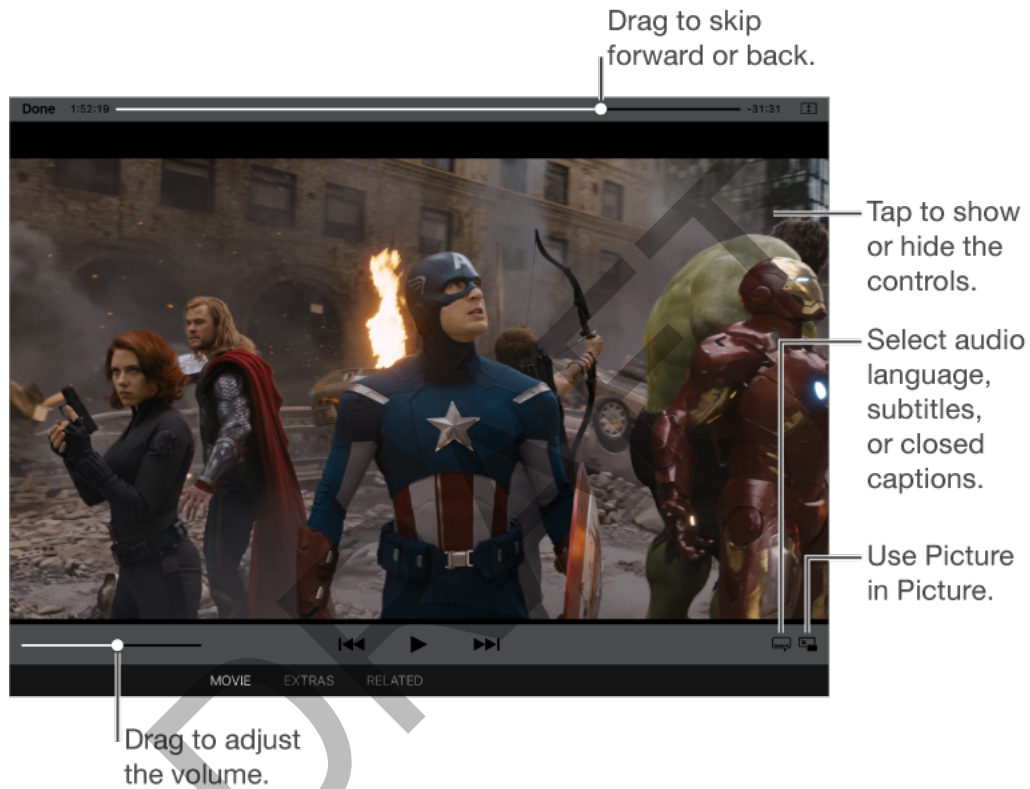 Drag to skip
forward or back.
Done 1:52:19 -31:31
Tap to show
or hide the
controls.
Select audio
language,
subtitles,
or closed
captions.
Use Picture
in Picture.
MOVIE EXTRAS RELATED
Drag to adjust
the volume.
DRAFT
A